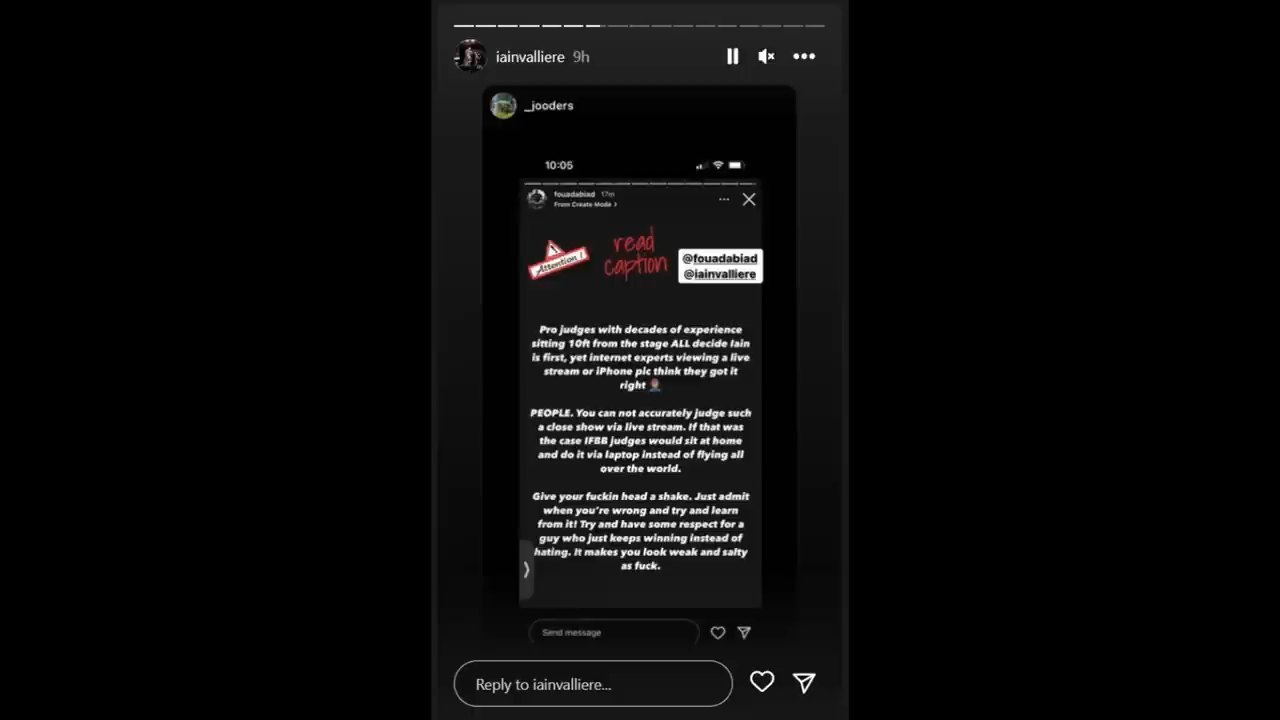 iainvalliere 9h
_jooders
10:05
fouadabiad 17m
From Create Mode >
Attention !
read
caption
@fouadabiad
@iainvalliere
Pro judges with decades of experience
sitting 10ft from the stage ALL decide Iain
is first, yet internet experts viewing a live
stream or iPhone pic think they got it
right
PEOPLE. You can not accurately judge such
a close show via live stream. If that was
the case IFBB judges would sit at home
and do it via laptop instead of flying all
over the world.
Give your fuckin head a shake. Just admit
when you're wrong and try and learn
from it! Try and have some respect for a
guy who just keeps winning instead of
hating. It makes you look weak and salty
as fuck.
Send message
Reply to iainvalliere...